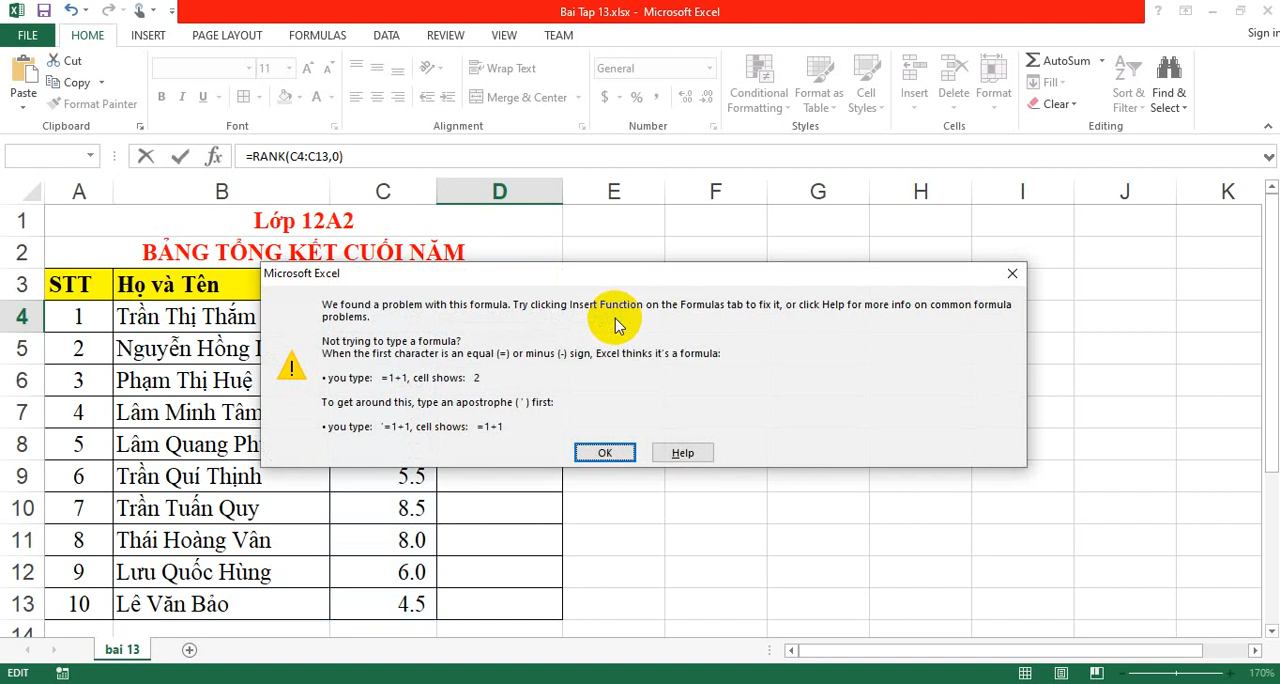 Bai Tap 13.xlsx - Microsoft Excel
?
FILE HOME INSERT PAGE LAYOUT FORMULAS DATA REVIEW VIEW TEAM Sign in
Paste
Cut
Copy
Format Painter
Clipboard
11
B I U
Font
Wrap Text
Merge & Center
Alignment
General
$ % ,
Number
Conditional Formatting
Format as Table
Cell Styles
Styles
Insert Delete Format
Cells
AutoSum
Fill
Clear
Sort & Filter
Find & Select
Editing
fx =RANK(C4:C13,0)
A B C D E F G H I J K
1 Lớp 12A2
2 BẢNG TỔNG KẾT CUỐI NĂM
3 STT Họ và Tên
4 1 Trần Thị Thắm
5 2 Nguyễn Hồng
6 3 Phạm Thị Huệ
7 4 Lâm Minh Tâm
8 5 Lâm Quang
9 6 Trần Quí Thịnh 5.5
10 7 Trần Tuấn Quy 8.5
11 8 Thái Hoàng Vân 8.0
12 9 Lưu Quốc Hùng 6.0
13 10 Lê Văn Bảo 4.5
14
Microsoft Excel
We found a problem with this formula. Try clicking Insert Function on the Formulas tab to fix it, or click Help for more info on common formula
problems.
Not trying to type a formula?
When the first character is an equal (=) or minus (-) sign, Excel thinks it's a formula:
• you type: =1+1, cell shows: 2
To get around this, type an apostrophe ( ' ) first:
• you type: '=1+1, cell shows: =1+1
OK Help
bai 13
EDIT 170%